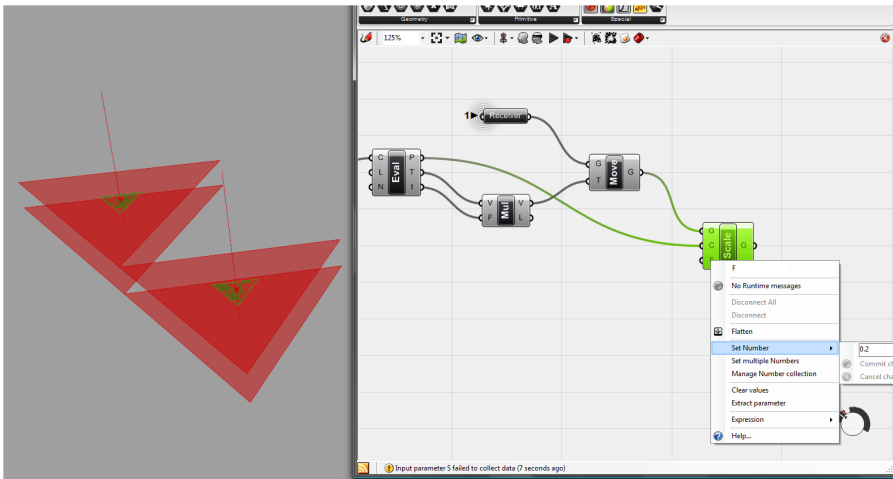 Geometry
Primitive
Special
125%
1
Receiver
C
L
N
Eval
P
T
t
V
F
Mul
V
L
G
T
Move
G
G
C
F
Scale
G
F
No Runtime messages
Disconnect All
Disconnect
Flatten
Set Number
0.2
Set multiple Numbers
Commit ch
Manage Number collection
Cancel cha
Clear values
Extract parameter
Expression
Help...
Input parameter S failed to collect data (7 seconds ago)